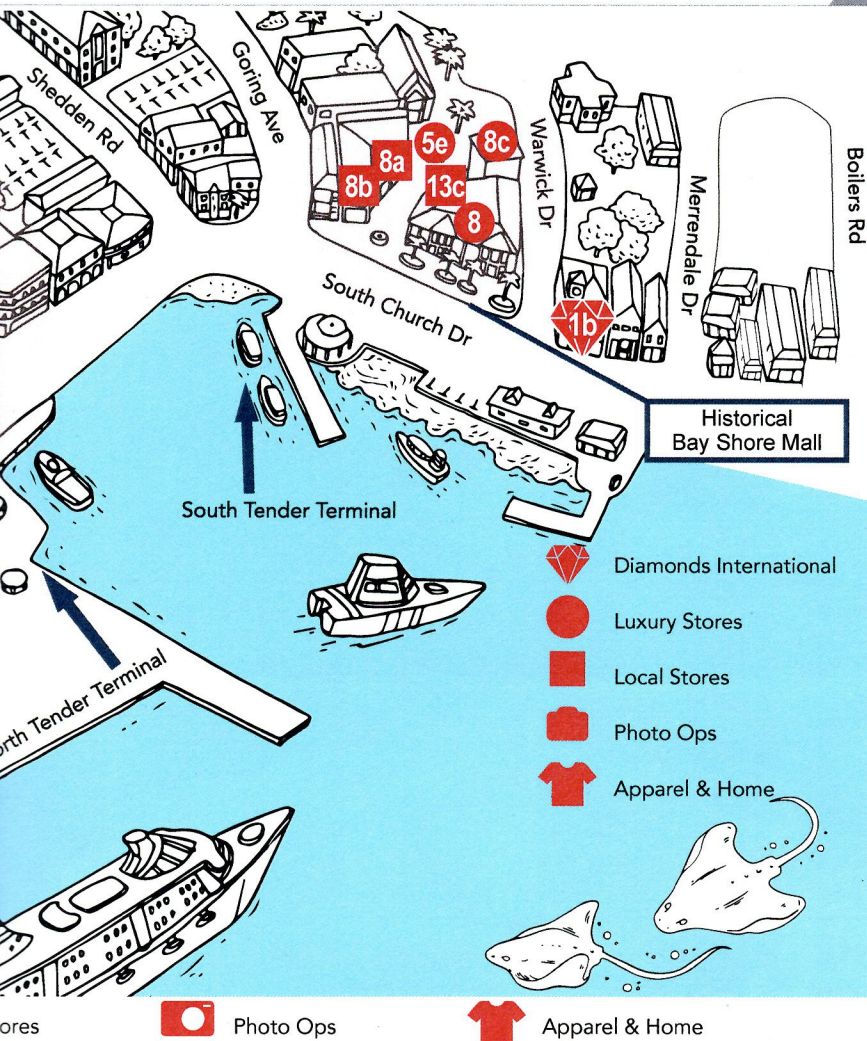 Shedden Rd
Goring Ave
5e
8c
8a
8b
13c
8
Warwick Dr
Merrendale Dr
Boilers Rd
1b
South Church Dr
Historical
Bay Shore Mall
South Tender Terminal
orth Tender Terminal
Diamonds International
Luxury Stores
Local Stores
Photo Ops
Apparel & Home
ores
Photo Ops
Apparel & Home